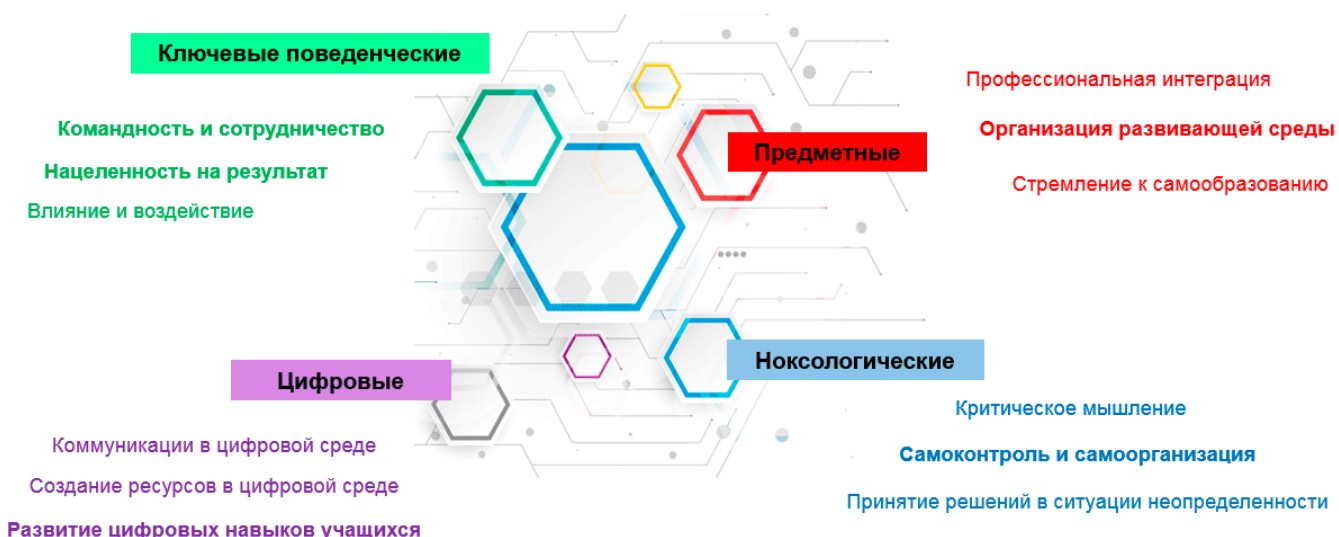 Ключевые поведенческие
Командность и сотрудничество
Нацеленность на результат
Влияние и воздействие
Предметные
Профессиональная интеграция
Организация развивающей среды
Стремление к самообразованию
Цифровые
Коммуникации в цифровой среде
Создание ресурсов в цифровой среде
Развитие цифровых навыков учащихся
Ноксологические
Критическое мышление
Самоконтроль и самоорганизация
Принятие решений в ситуации неопределенности